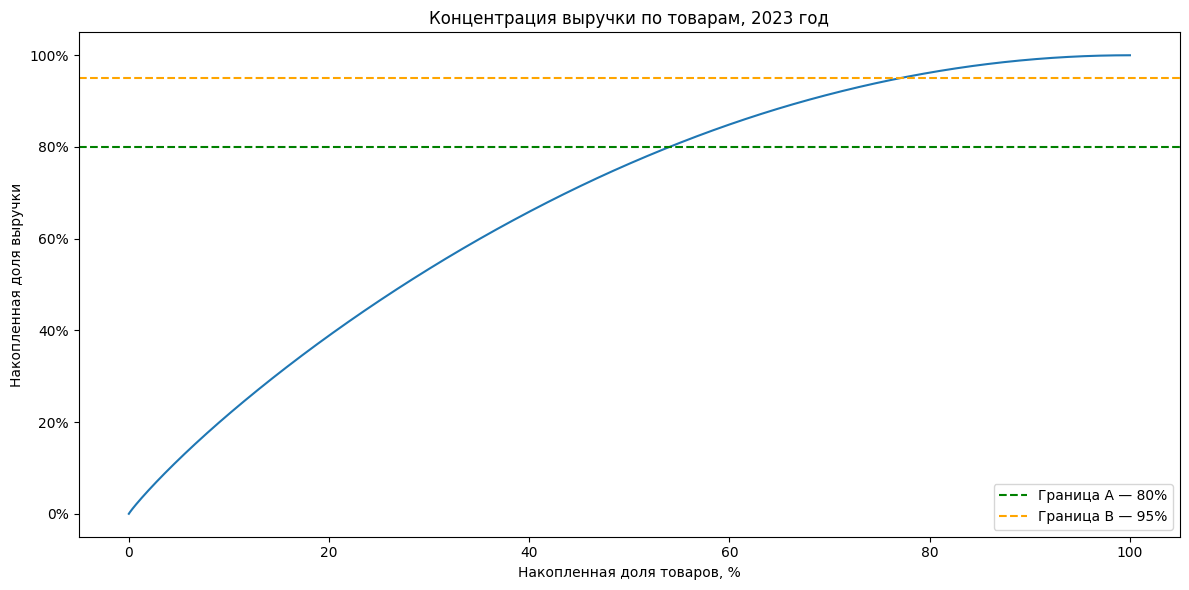 Концентрация выручки по товарам, 2023 год
Накопленная доля выручки
100%
80%
60%
40%
20%
0%
0 20 40 60 80 100
Накопленная доля товаров, %
Граница A — 80%
Граница B — 95%